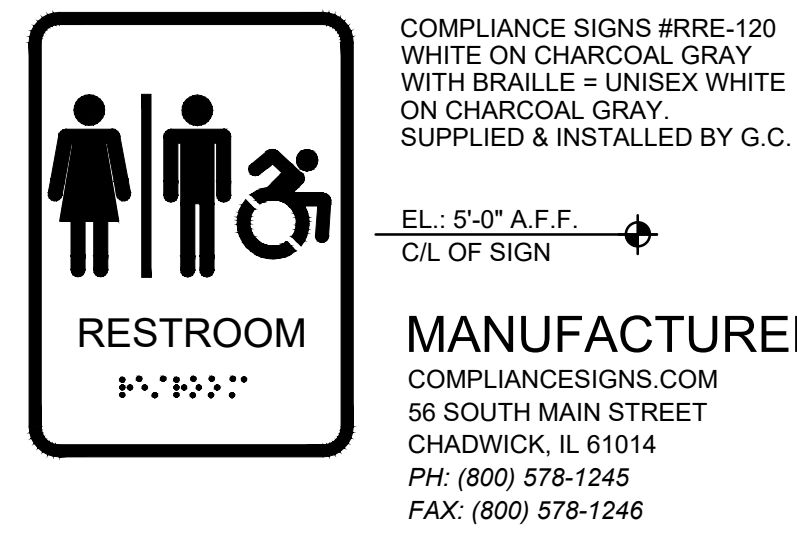 COMPLIANCE SIGNS #RRE-120
WHITE ON CHARCOAL GRAY
WITH BRAILLE = UNISEX WHITE
ON CHARCOAL GRAY.
SUPPLIED & INSTALLED BY G.C.
EL.: 5'-0" A.F.F.
C/L OF SIGN
RESTROOM
MANUFACTURE
COMPLIANCESIGNS.COM
56 SOUTH MAIN STREET
CHADWICK, IL 61014
PH: (800) 578-1245
FAX: (800) 578-1246